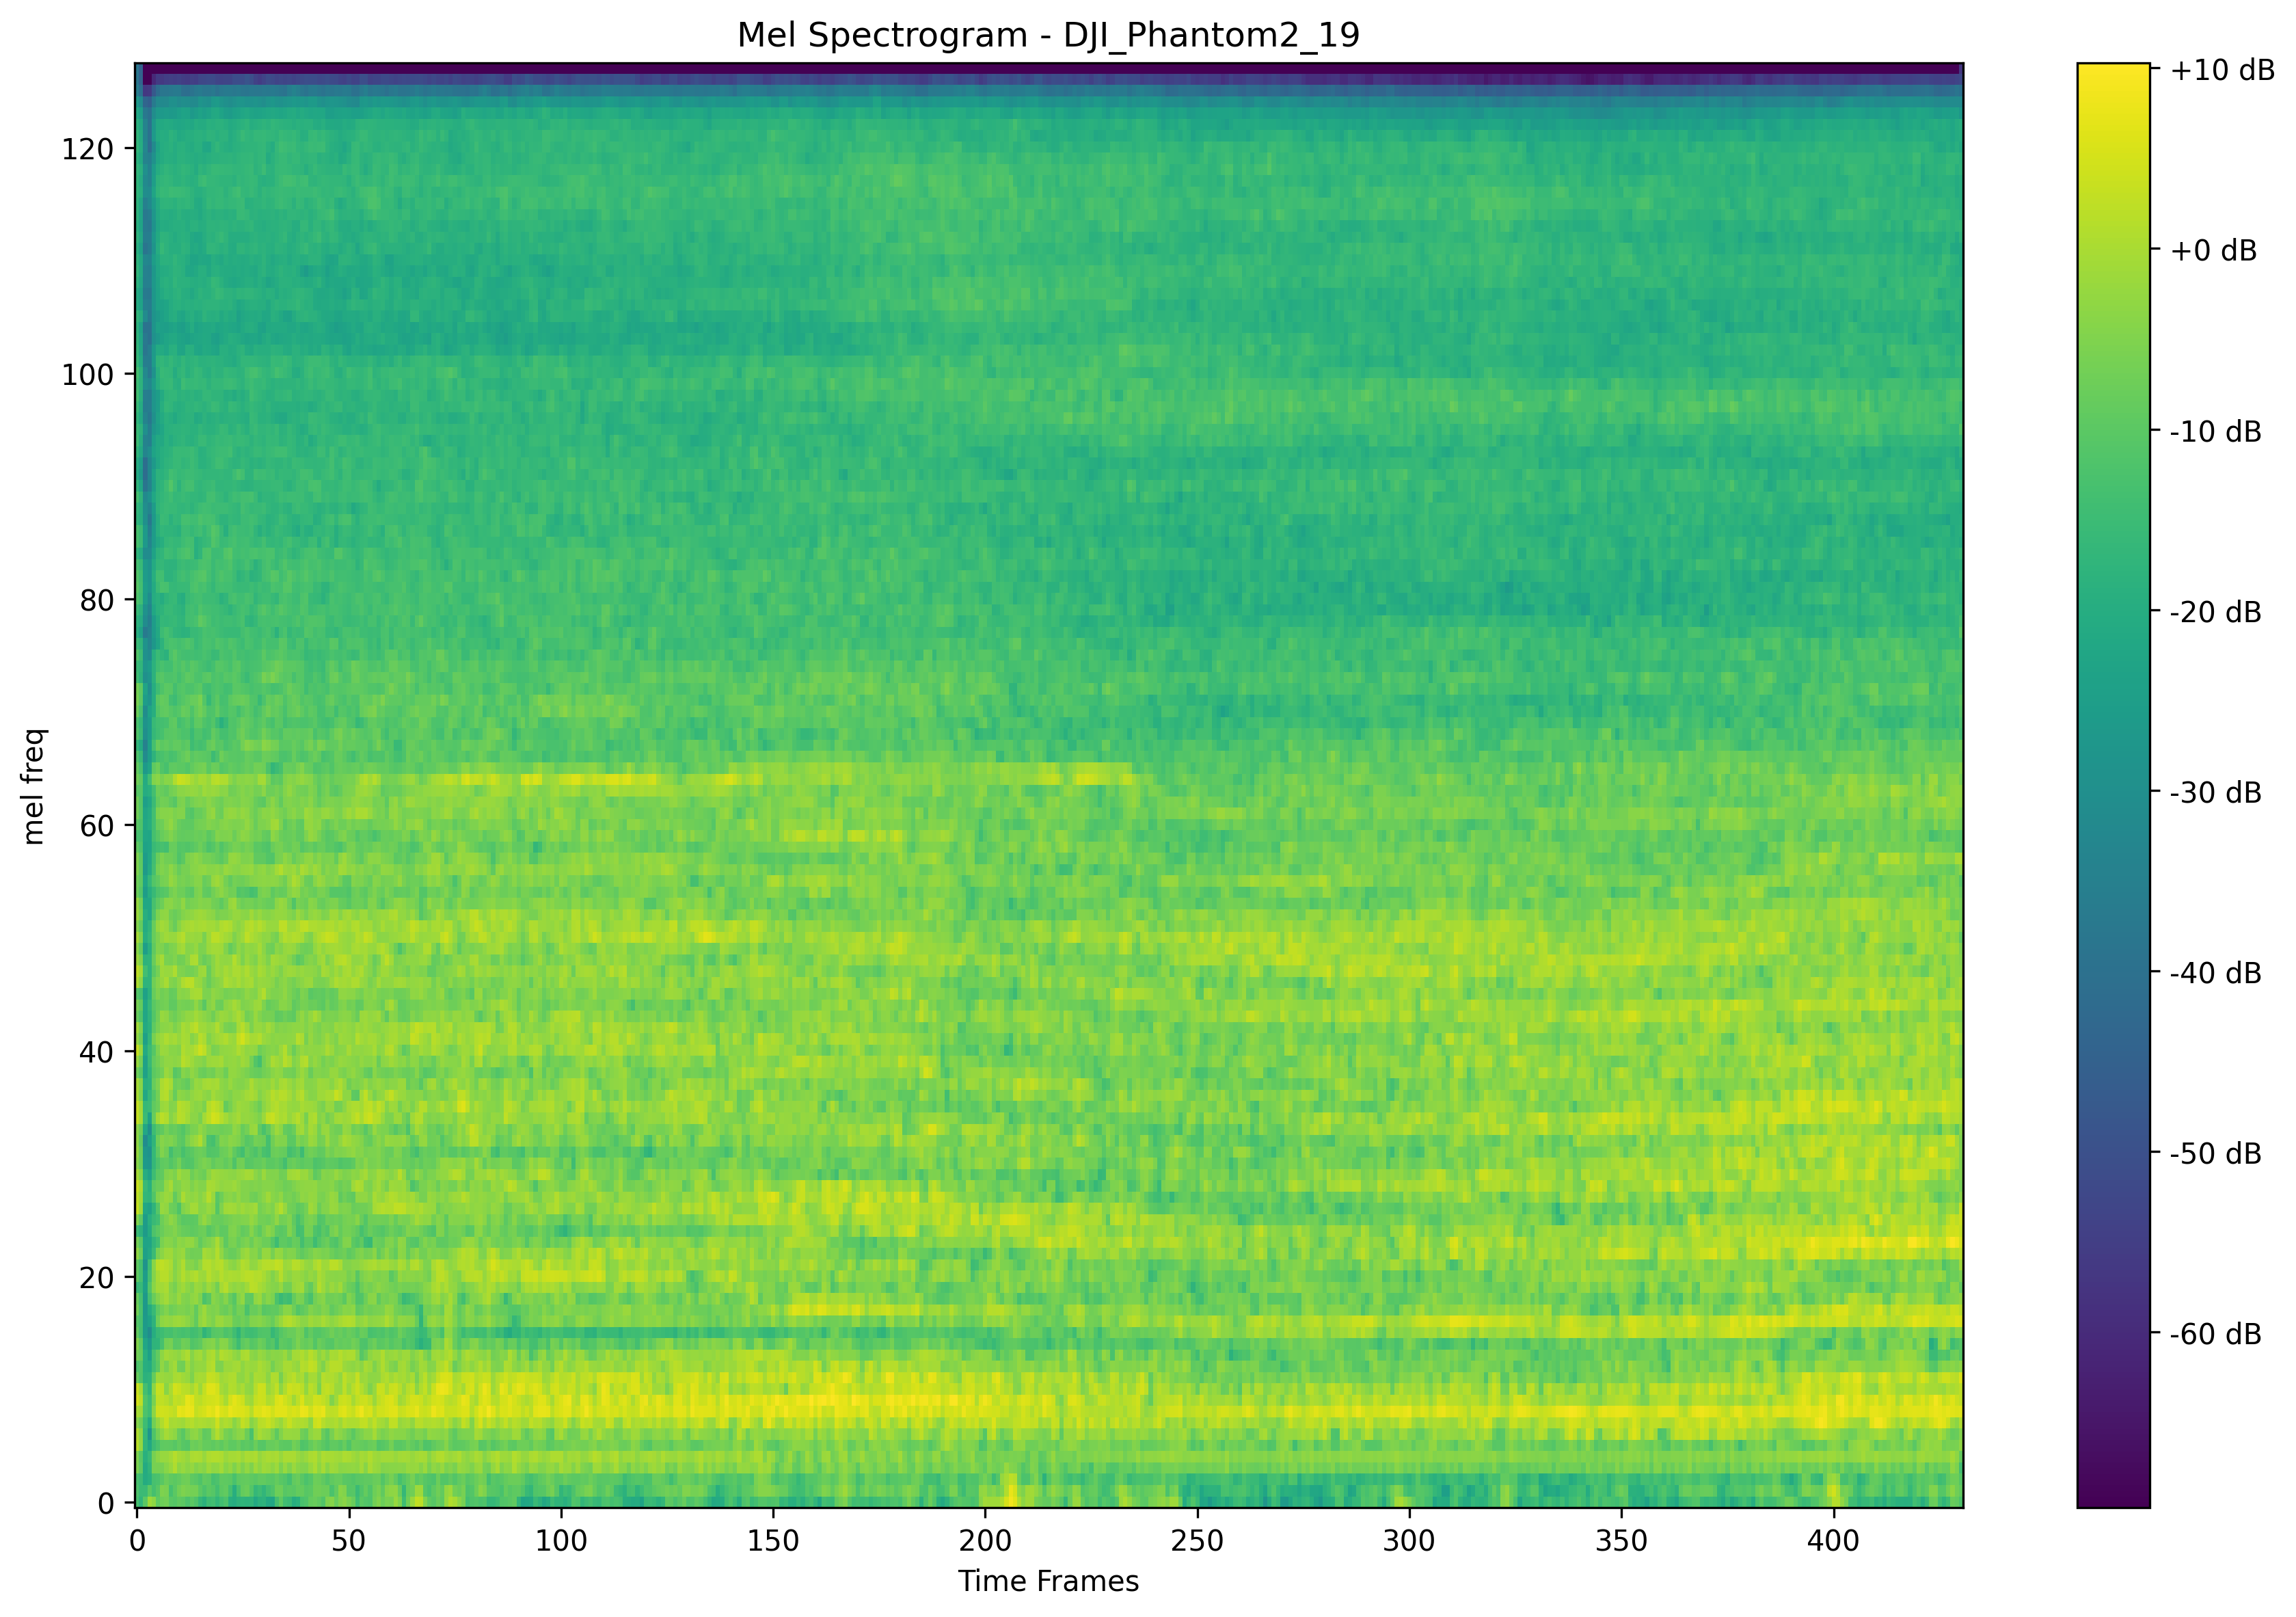 Mel Spectrogram - DJI_Phantom2_19
mel freq
120
100
80
60
40
20
0
0 50 100 150 200 250 300 350 400
Time Frames
+10 dB
+0 dB
-10 dB
-20 dB
-30 dB
-40 dB
-50 dB
-60 dB